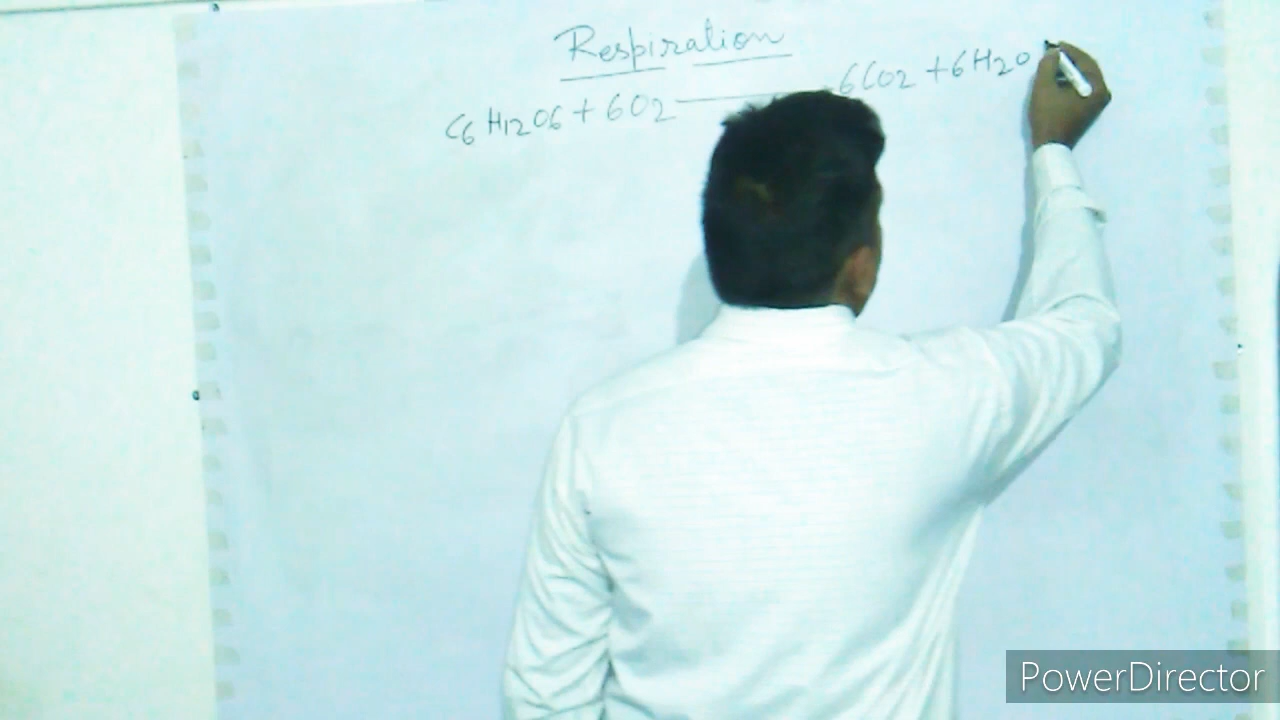 Respiration
C6H12O6 + 6O2 — 6CO2 + 6H2O
PowerDirector